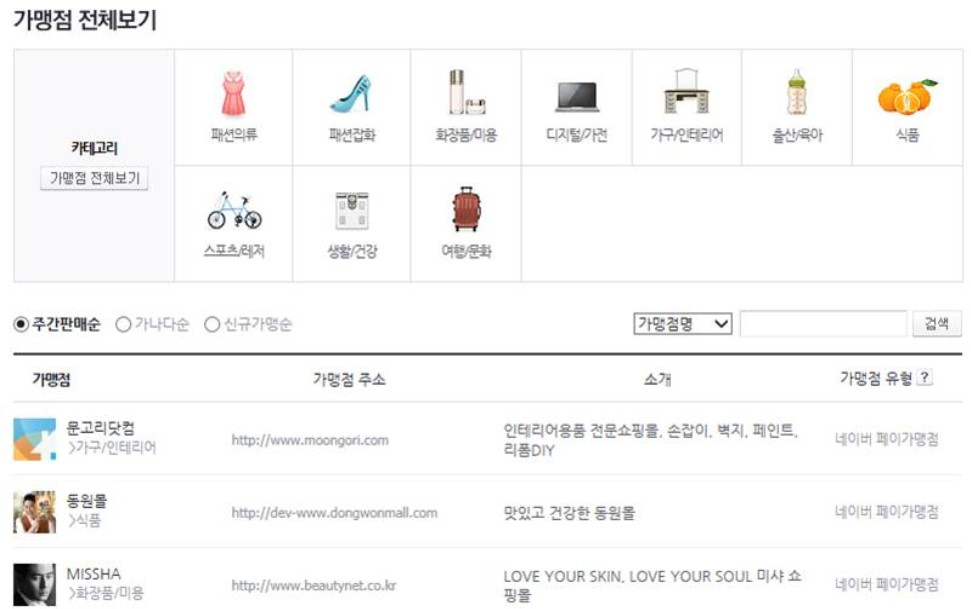 가맹점 전체보기
카테고리
가맹점 전체보기
패션의류
패션잡화
화장품/미용
디지털/가전
가구/인테리어
출산/육아
식품
스포츠/레저
생활/건강
여행/문화
주간판매순 가나다순 신규가맹순 가맹점명 검색
가맹점 가맹점 주소 소개 가맹점 유형 ?
문고리닷컴
>가구/인테리어
http://www.moongori.com
인테리어용품 전문쇼핑몰, 손잡이, 벽지, 페인트,
리폼DIY
네이버 페이가맹점
동원몰
>식품
http://dev-www.dongwonmall.com
맛있고 건강한 동원몰
네이버 페이가맹점
MISSHA
>화장품/미용
http://www.beautynet.co.kr
LOVE YOUR SKIN, LOVE YOUR SOUL 미샤 쇼
핑몰
네이버 페이가맹점